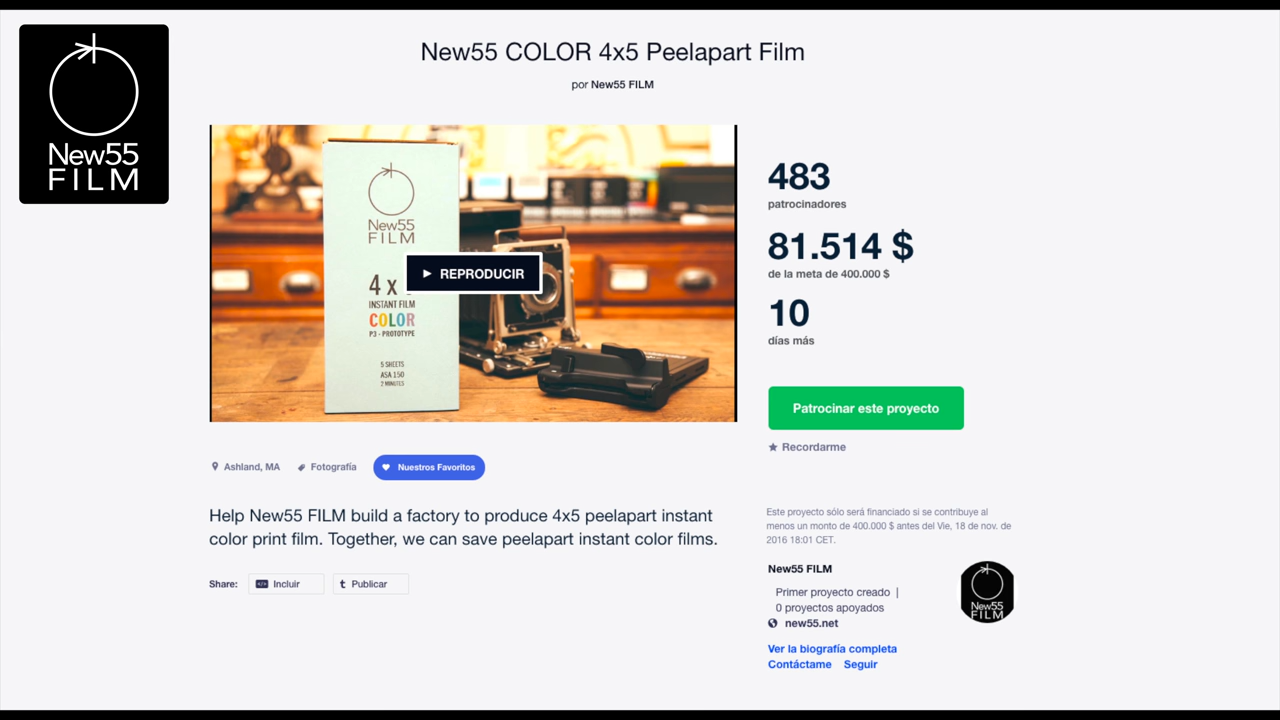 New55
FILM
New55 COLOR 4x5 Peelapart Film
por New55 FILM
New55
FILM
4 x
INSTANT FILM
COLOR
P3 - PROTOTYPE
5 SHEETS
ASA 150
2 MINUTES
REPRODUCIR
483
patrocinadores
81.514 $
de la meta de 400.000 $
10
días más
Patrocinar este proyecto
Recordarme
Ashland, MA Fotografía Nuestros Favoritos
Help New55 FILM build a factory to produce 4x5 peelapart instant
color print film. Together, we can save peelapart instant color films.
Share: Incluir Publicar
Este proyecto sólo será financiado si se contribuye al
menos un monto de 400.000 $ antes del Vie, 18 de nov. de
2016 18:01 CET.
New55 FILM
Primer proyecto creado |
0 proyectos apoyados
new55.net
New55
FILM
Ver la biografía completa
Contáctame Seguir